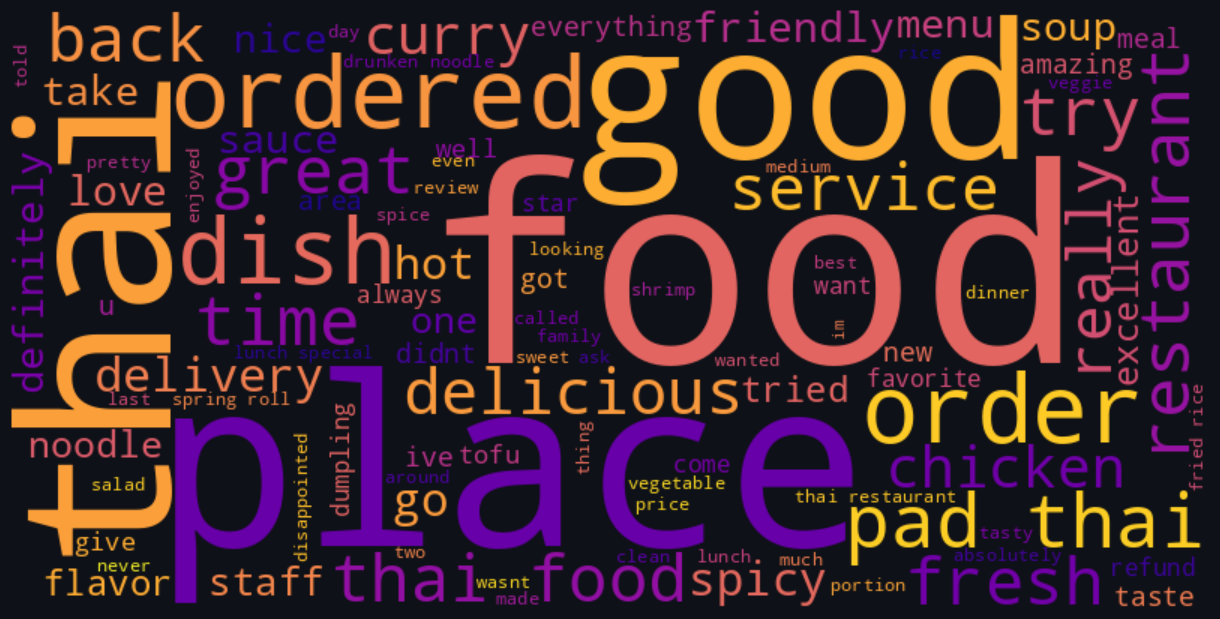 back
nice
day
curry
everything
friendly
menu
soup
meal
told
take
ordered
drunken noodle
good
rice
amazing
veggie
try
restaurant
thai
definitely
pretty
love
enjoyed
sauce
great
area
well
even
review
spice
star
medium
service
really
excellent
dish
hot
always
looking
got
food
shrimp
best
want
im
dinner
u
time
one
didnt
called
family
sweet
ask
lunch special
wanted
new
favorite
delivery
last
spring roll
delicious
tried
order
fried rice
noodle
salad
place
disappointed
dumpling
ive
tofu
around
go
thing
come
vegetable
price
chicken
thai restaurant
pad thai
tasty
give
never
flavor
staff
two
thai food
wasnt
made
clean
lunch
much
spicy
portion
absolutely
fresh
refund
taste